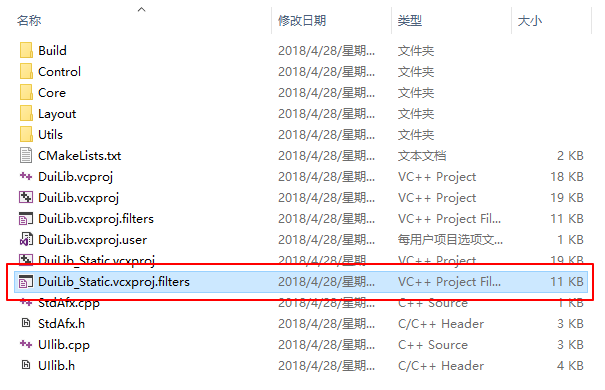 名称 修改日期 类型 大小
Build 2018/4/28/星期... 文件夹
Control 2018/4/28/星期... 文件夹
Core 2018/4/28/星期... 文件夹
Layout 2018/4/28/星期... 文件夹
Utils 2018/4/28/星期... 文件夹
CMakeLists.txt 2018/4/28/星期... 文本文档 2 KB
DuiLib.vcproj 2018/4/28/星期... VC++ Project 18 KB
DuiLib.vcxproj 2018/4/28/星期... VC++ Project 19 KB
DuiLib.vcxproj.filters 2018/4/28/星期... VC++ Project Fil... 11 KB
DuiLib.vcxproj.user 2018/4/28/星期... 每用户项目选项文... 1 KB
DuiLib_Static.vcxproj 2018/4/28/星期... VC++ Project 19 KB
DuiLib_Static.vcxproj.filters 2018/4/28/星期... VC++ Project Fil... 11 KB
StdAfx.cpp 2018/4/28/星期... C++ Source 1 KB
StdAfx.h 2018/4/28/星期... C/C++ Header 3 KB
UIlib.cpp 2018/4/28/星期... C++ Source 2 KB
UIlib.h 2018/4/28/星期... C/C++ Header 4 KB